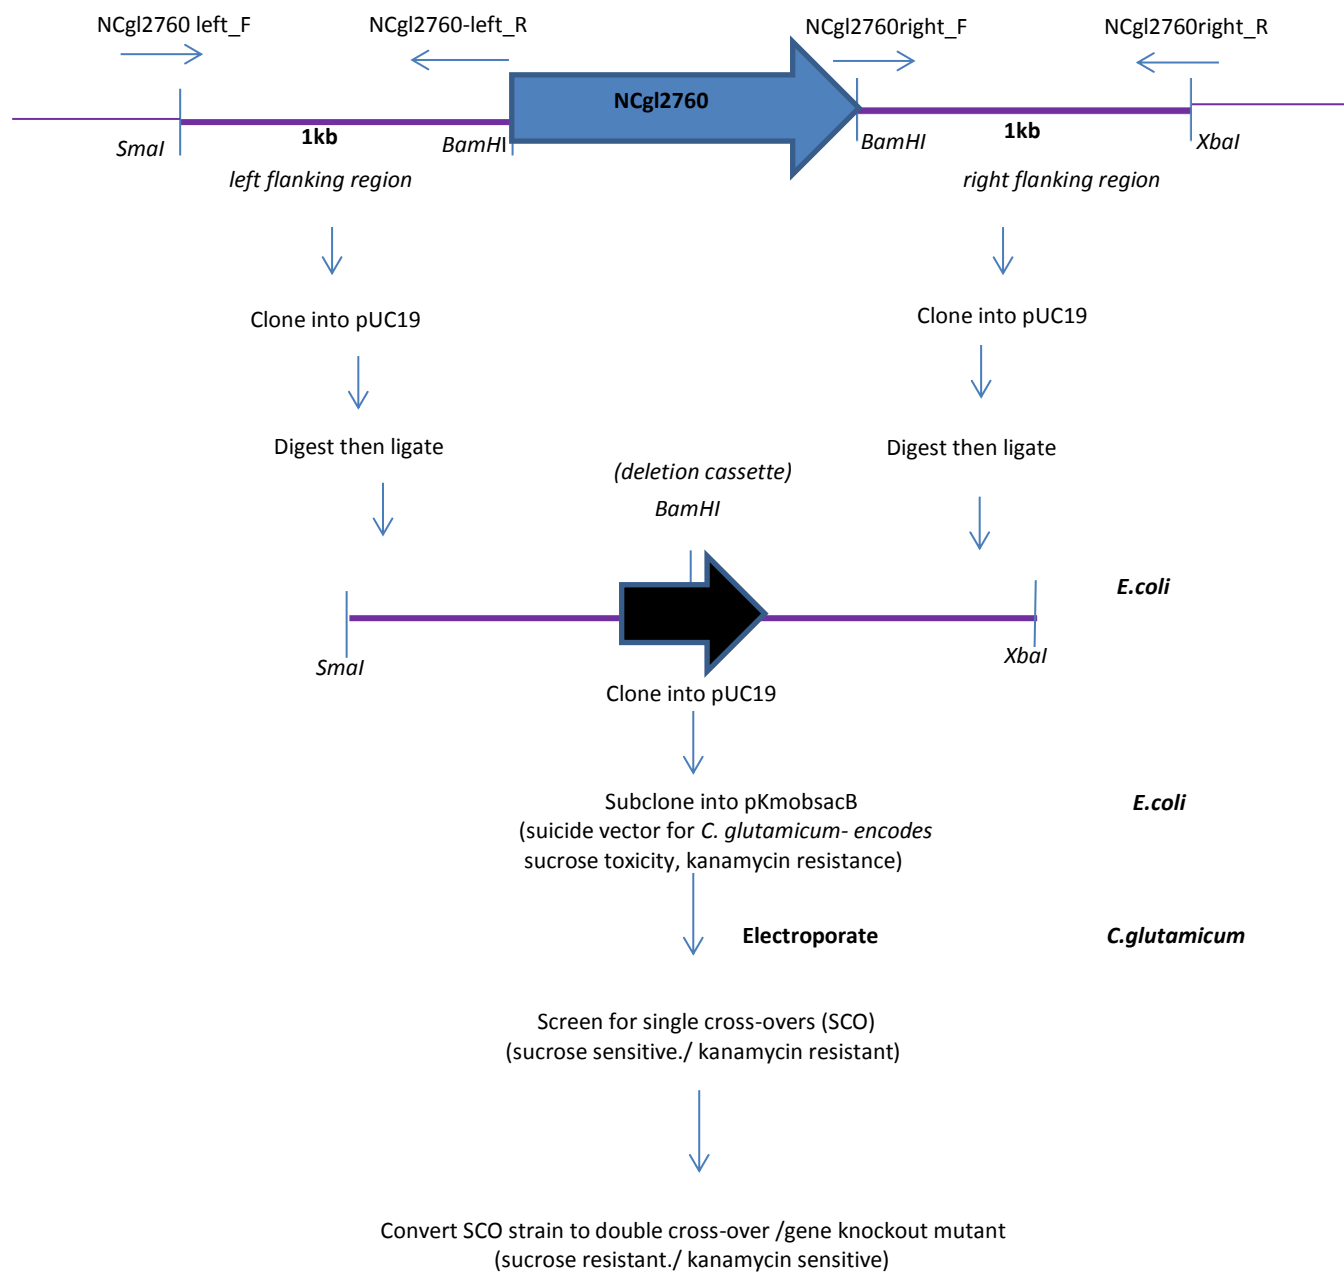 NCgl2760 left_F
NCgl2760-left_R
NCgl2760right_F
NCgl2760right_R
NCgl2760
SmaI
1kb
BamHI
BamHI
1kb
XbaI
left flanking region
right flanking region
Clone into pUC19
Clone into pUC19
Digest then ligate
Digest then ligate
(deletion cassette)
BamHI
E.coli
SmaI
XbaI
Clone into pUC19
Subclone into pKmobsacB
E.coli
(suicide vector for C. glutamicum- encodes
sucrose toxicity, kanamycin resistance)
Electroporate
C.glutamicum
Screen for single cross-overs (SCO)
(sucrose sensitive./ kanamycin resistant)
Convert SCO strain to double cross-over /gene knockout mutant
(sucrose resistant./ kanamycin sensitive)